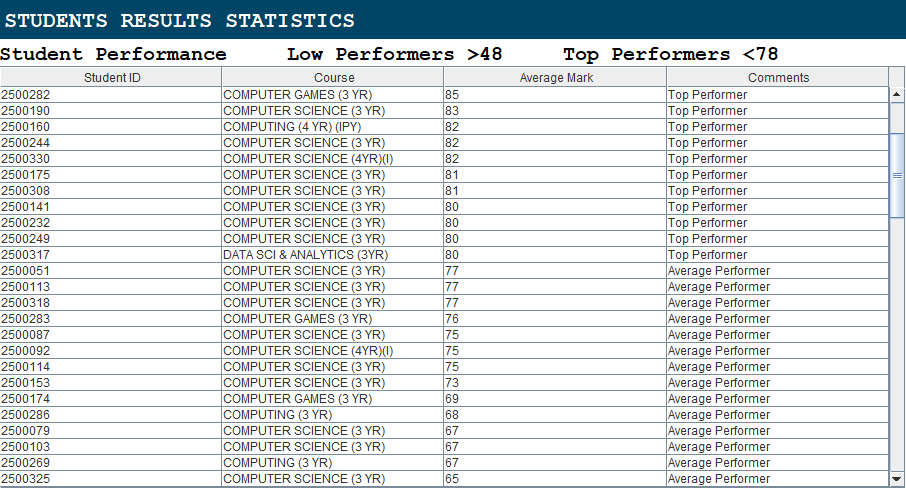 STUDENTS RESULTS STATISTICS
Student Performance Low Performers >48 Top Performers <78
Student ID Course Average Mark Comments
2500282 COMPUTER GAMES (3 YR) 85 Top Performer
2500190 COMPUTER SCIENCE (3 YR) 83 Top Performer
2500160 COMPUTING (4 YR) (IPY) 82 Top Performer
2500244 COMPUTER SCIENCE (3 YR) 82 Top Performer
2500330 COMPUTER SCIENCE (4YR)(I) 82 Top Performer
2500175 COMPUTER SCIENCE (3 YR) 81 Top Performer
2500308 COMPUTER SCIENCE (3 YR) 81 Top Performer
2500141 COMPUTER SCIENCE (3 YR) 80 Top Performer
2500232 COMPUTER SCIENCE (3 YR) 80 Top Performer
2500249 COMPUTER SCIENCE (3 YR) 80 Top Performer
2500317 DATA SCI & ANALYTICS (3YR) 80 Top Performer
2500051 COMPUTER SCIENCE (3 YR) 77 Average Performer
2500113 COMPUTER SCIENCE (3 YR) 77 Average Performer
2500318 COMPUTER SCIENCE (3 YR) 77 Average Performer
2500283 COMPUTER GAMES (3 YR) 76 Average Performer
2500087 COMPUTER SCIENCE (3 YR) 75 Average Performer
2500092 COMPUTER SCIENCE (4YR)(I) 75 Average Performer
2500114 COMPUTER SCIENCE (3 YR) 75 Average Performer
2500153 COMPUTER SCIENCE (3 YR) 73 Average Performer
2500174 COMPUTER GAMES (3 YR) 69 Average Performer
2500286 COMPUTING (3 YR) 68 Average Performer
2500079 COMPUTER SCIENCE (3 YR) 67 Average Performer
2500103 COMPUTER SCIENCE (3 YR) 67 Average Performer
2500269 COMPUTING (3 YR) 67 Average Performer
2500325 COMPUTER SCIENCE (3 YR) 65 Average Performer